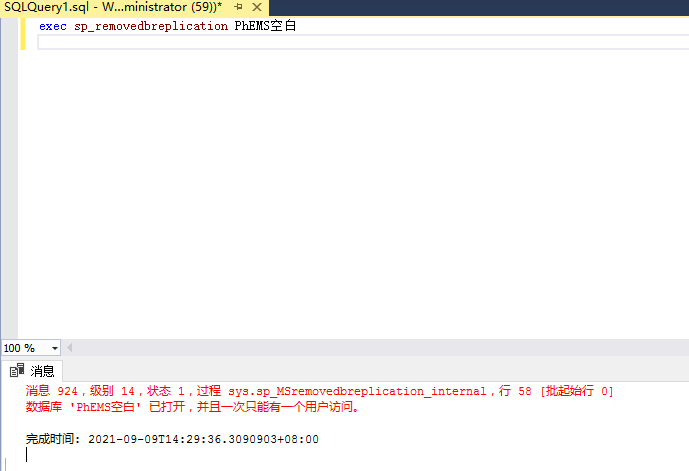 SQLQuery1.sql - W...ministrator (59))*
exec sp_removedbreplication PhEMS空白
100 %
消息
消息 924，级别 14，状态 1，过程 sys.sp_MSremovedbreplication_internal，行 58 [批起始行 0]
数据库 'PhEMS空白' 已打开，并且一次只能有一个用户访问。
完成时间: 2021-09-09T14:29:36.3090903+08:00